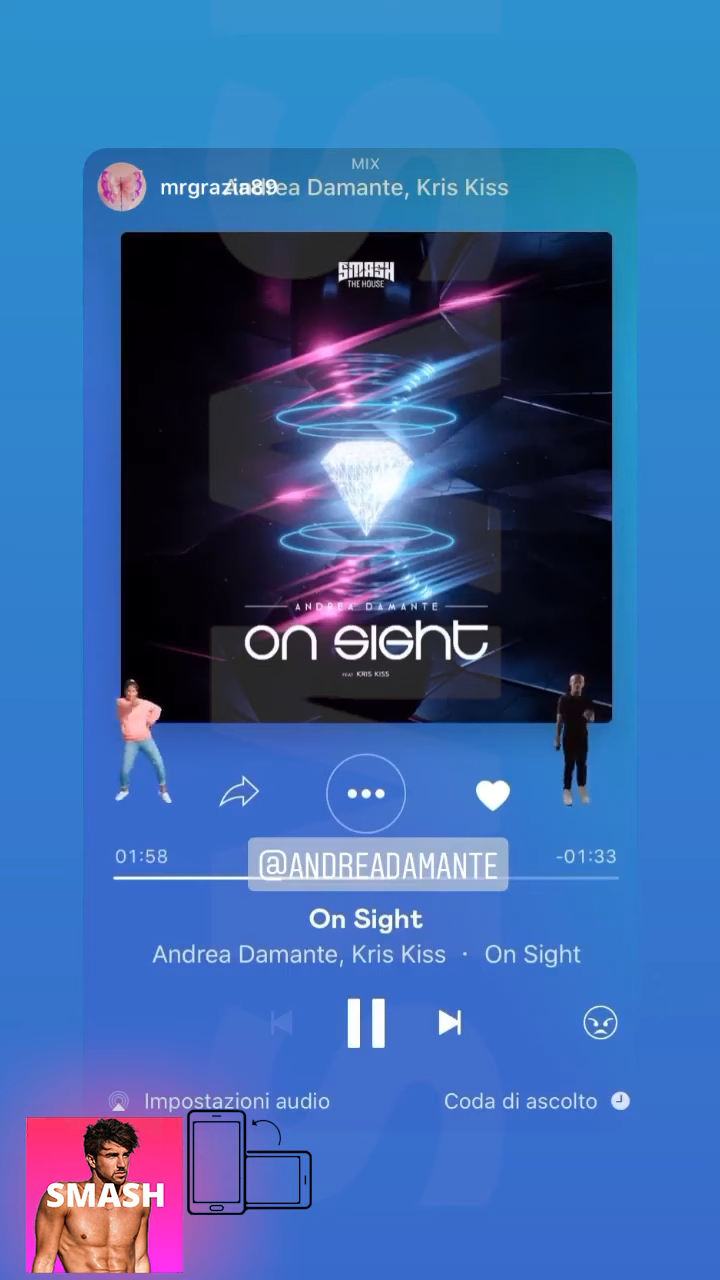 MIX
mrgrazia89
Andrea Damante, Kris Kiss
SMASH
THE HOUSE
ANDREA DAMANTE
on sight
FEAT KRIS KISS
01:58
-01:33
@ANDREADAMANTE
On Sight
Andrea Damante, Kris Kiss · On Sight
Impostazioni audio
Coda di ascolto
SMASH